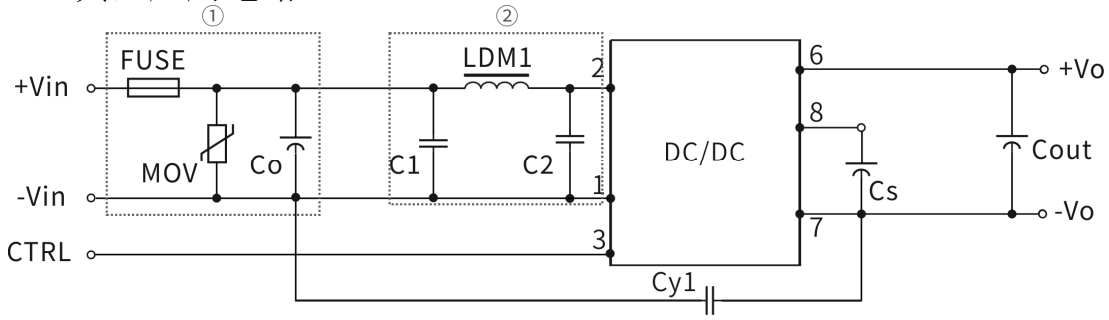 ① ②
FUSE LDM1
+Vin 2 6 +Vo
8
MOV Co C1 C2 DC/DC Cout
-Vin 1 Cs
7 -Vo
CTRL 3
Cy1